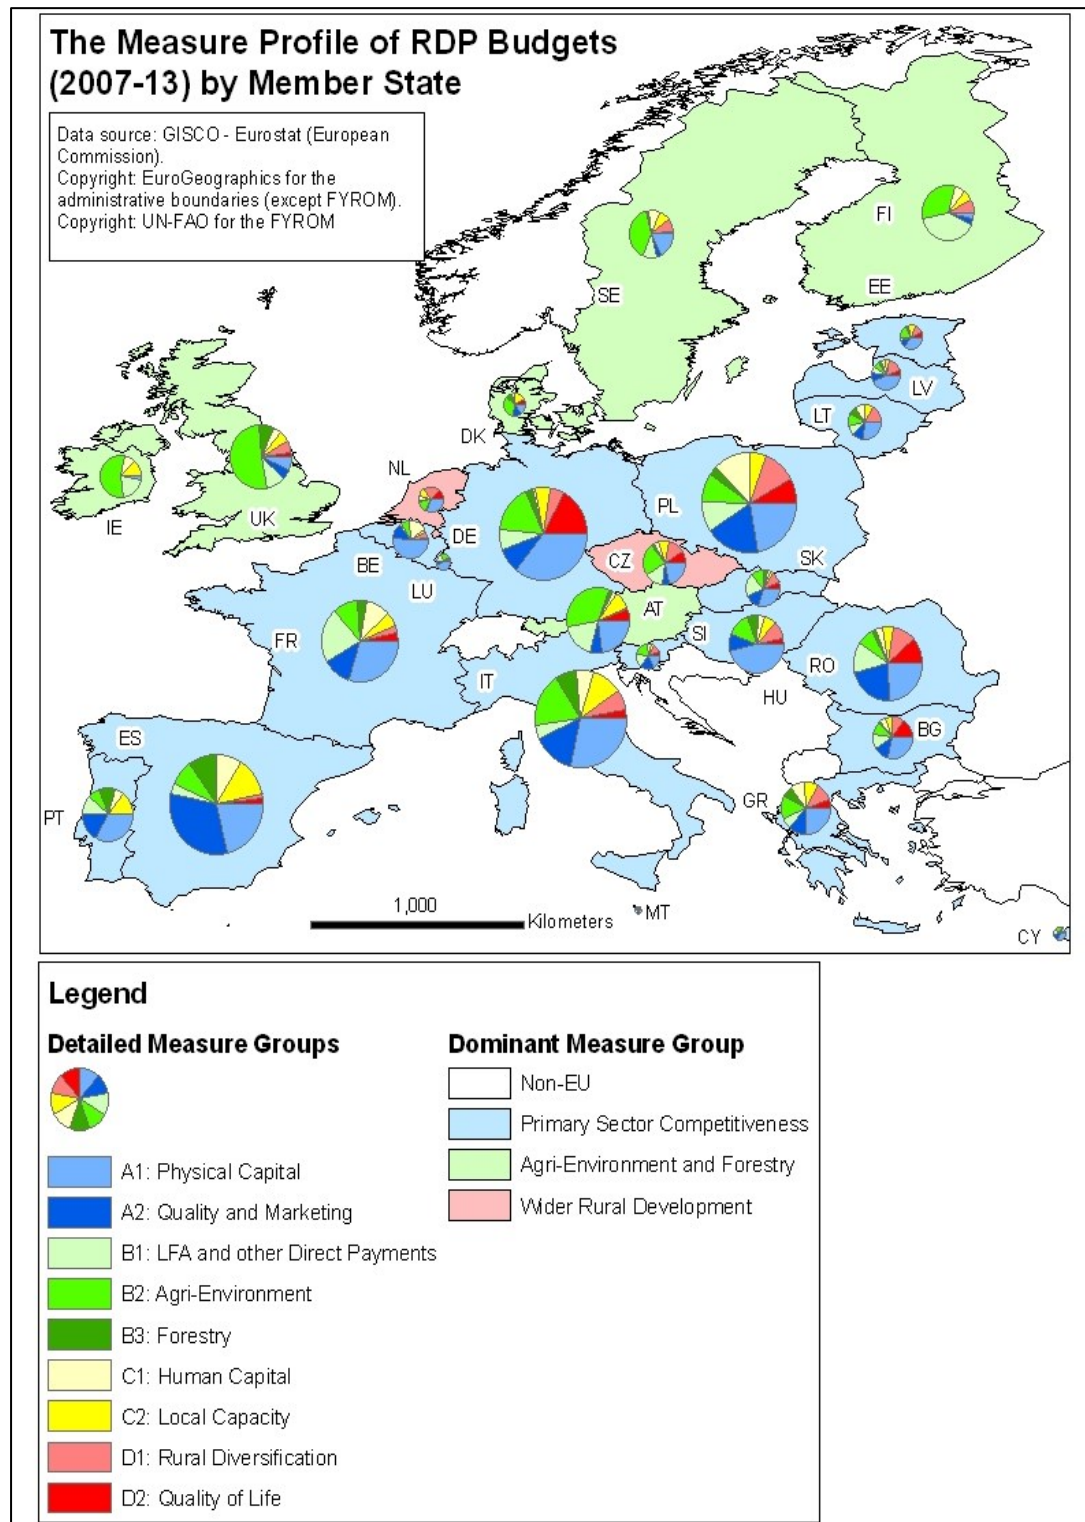 The Measure Profile of RDP Budgets
(2007-13) by Member State
Data source: GISCO - Eurostat (European
Commission).
Copyright: EuroGeographics for the
administrative boundaries (except FYROM).
Copyright: UN-FAO for the FYROM
FI
SE
EE
LV
LT
DK
NL
IE
UK
DE
PL
BE
CZ
SK
LU
AT
FR
SI
IT
RO
HU
ES
BG
PT
GR
1,000
Kilometers
MT
CY
Legend
Detailed Measure Groups
A1: Physical Capital
A2: Quality and Marketing
B1: LFA and other Direct Payments
B2: Agri-Environment
B3: Forestry
C1: Human Capital
C2: Local Capacity
D1: Rural Diversification
D2: Quality of Life
Dominant Measure Group
Non-EU
Primary Sector Competitiveness
Agri-Environment and Forestry
Wider Rural Development